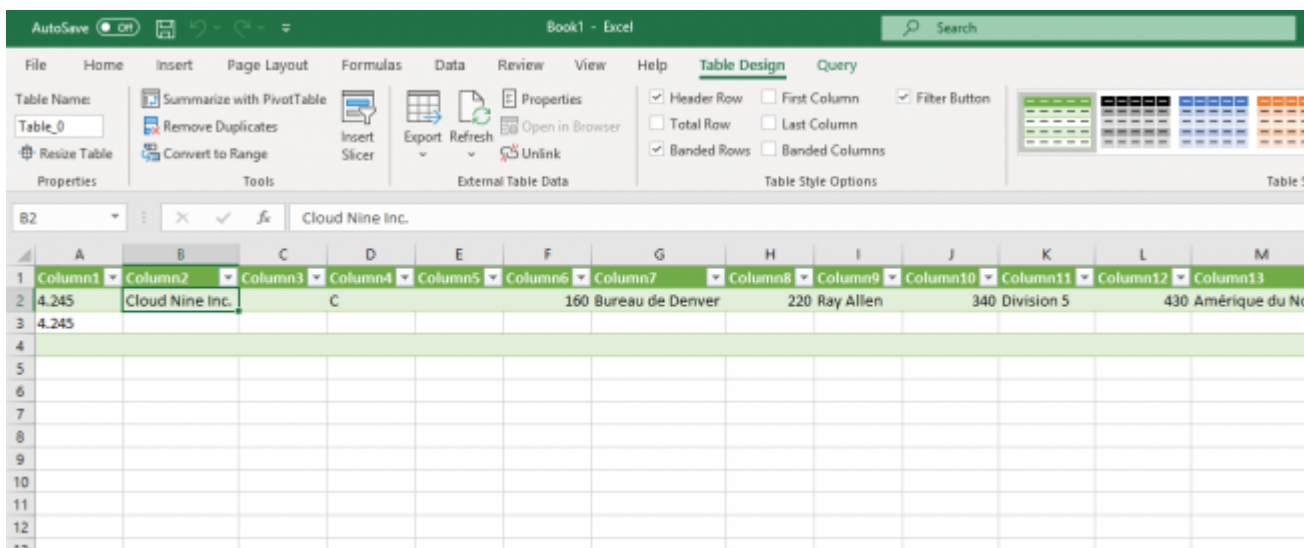 AutoSave Off Book1 - Excel Search
File Home Insert Page Layout Formulas Data Review View Help Table Design Query
Table Name:
Table_0
Resize Table
Properties
Summarize with PivotTable
Remove Duplicates
Convert to Range
Tools
Insert
Slicer
Export Refresh
Properties
Open in Browser
Unlink
External Table Data
Header Row First Column Filter Button
Total Row Last Column
Banded Rows Banded Columns
Table Style Options
Table S
B2 fx Cloud Nine Inc.
A B C D E F G H I J K L M
1 Column1 Column2 Column3 Column4 Column5 Column6 Column7 Column8 Column9 Column10 Column11 Column12 Column13
2 4.245 Cloud Nine Inc. C 160 Bureau de Denver 220 Ray Allen 340 Division 5 430 Amérique du No
3 4.245
4
5
6
7
8
9
10
11
12